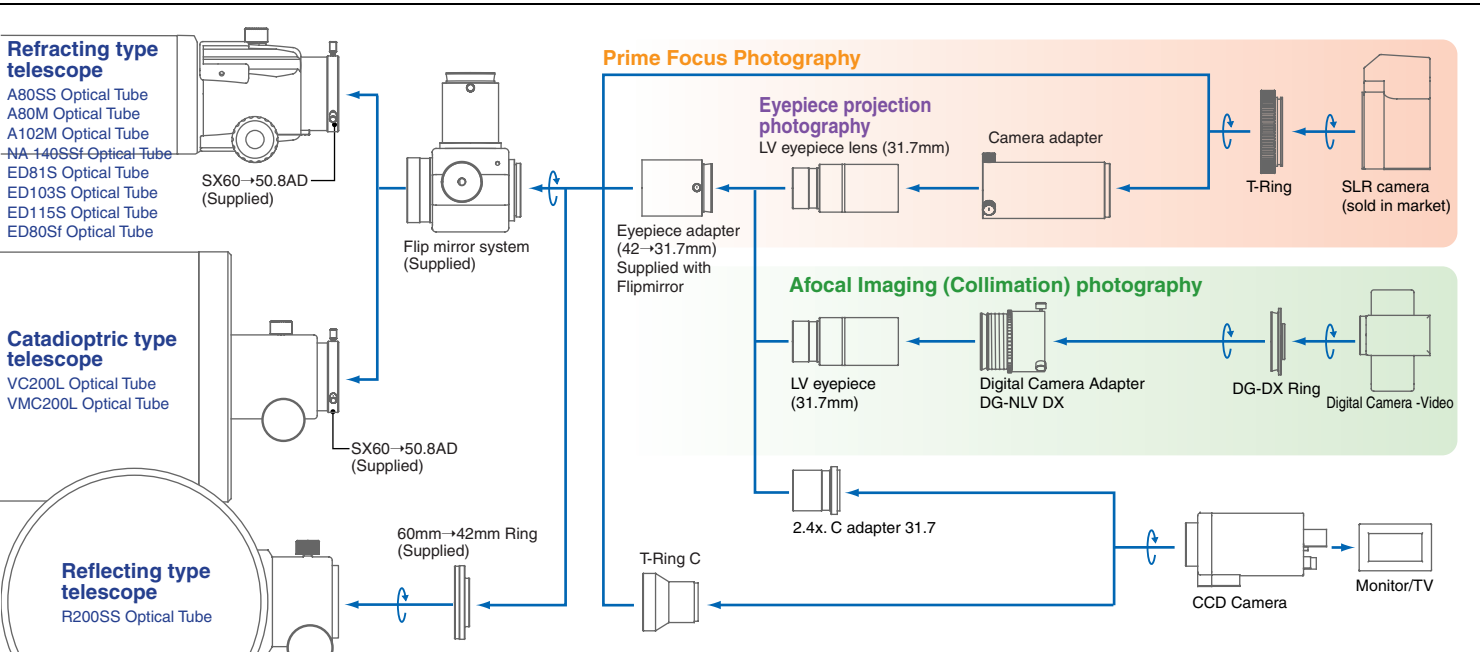 Refracting type
telescope
A80SS Optical Tube
A80M Optical Tube
A102M Optical Tube
NA 140SSf Optical Tube
ED81S Optical Tube
ED103S Optical Tube
ED115S Optical Tube
ED80Sf Optical Tube
SX60→50.8AD
(Supplied)
Flip mirror system
(Supplied)
Prime Focus Photography
Eyepiece projection
photography
LV eyepiece lens (31.7mm)
Camera adapter
T-Ring
SLR camera
(sold in market)
Eyepiece adapter
(42→31.7mm)
Supplied with
Flipmirror
Afocal Imaging (Collimation) photography
LV eyepiece
(31.7mm)
Digital Camera Adapter
DG-NLV DX
DG-DX Ring
Digital Camera -Video
Catadioptric type
telescope
VC200L Optical Tube
VMC200L Optical Tube
SX60→50.8AD
(Supplied)
2.4x. C adapter 31.7
60mm→42mm Ring
(Supplied)
T-Ring C
CCD Camera
Monitor/TV
Reflecting type
telescope
R200SS Optical Tube